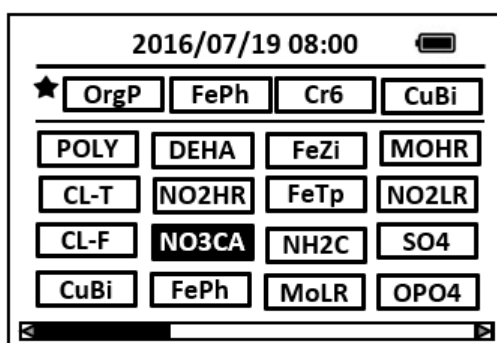 2016/07/19 08:00
OrgP FePh Cr6 CuBi
POLY DEHA FeZi MOHR
CL-T NO2HR FeTp NO2LR
CL-F NO3CA NH2C SO4
CuBi FePh MoLR OPO4